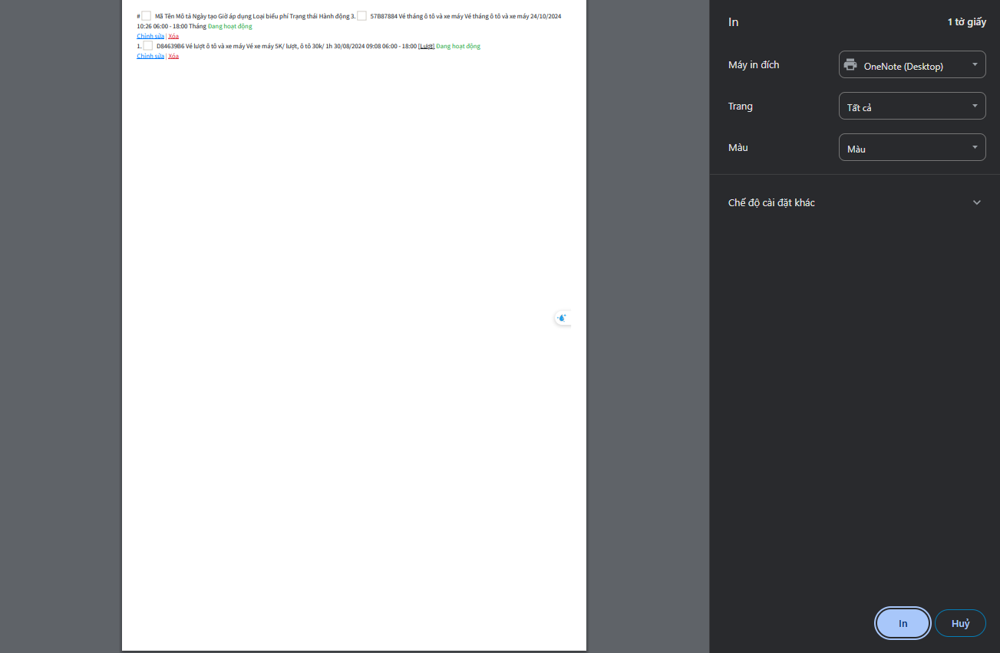 # Mã Tên Mô tả Ngày tạo Giờ áp dụng Loại biểu phí Trạng thái Hành động 3. 57B87884 Vé tháng ô tô và xe máy Vé tháng ô tô và xe máy 24/10/2024
10:26 06:00 - 18:00 Tháng Đang hoạt động
Chỉnh sửa | Xóa
1. D84639B6 Vé lượt ô tô và xe máy Vé xe máy 5K/ lượt, ô tô 30k/ 1h 30/08/2024 09:08 06:00 - 18:00 [Lượt] Đang hoạt động
Chỉnh sửa | Xóa
In
1 tờ giấy
Máy in đích
OneNote (Desktop)
Trang
Tất cả
Màu
Màu
Chế độ cài đặt khác
In
Huỷ